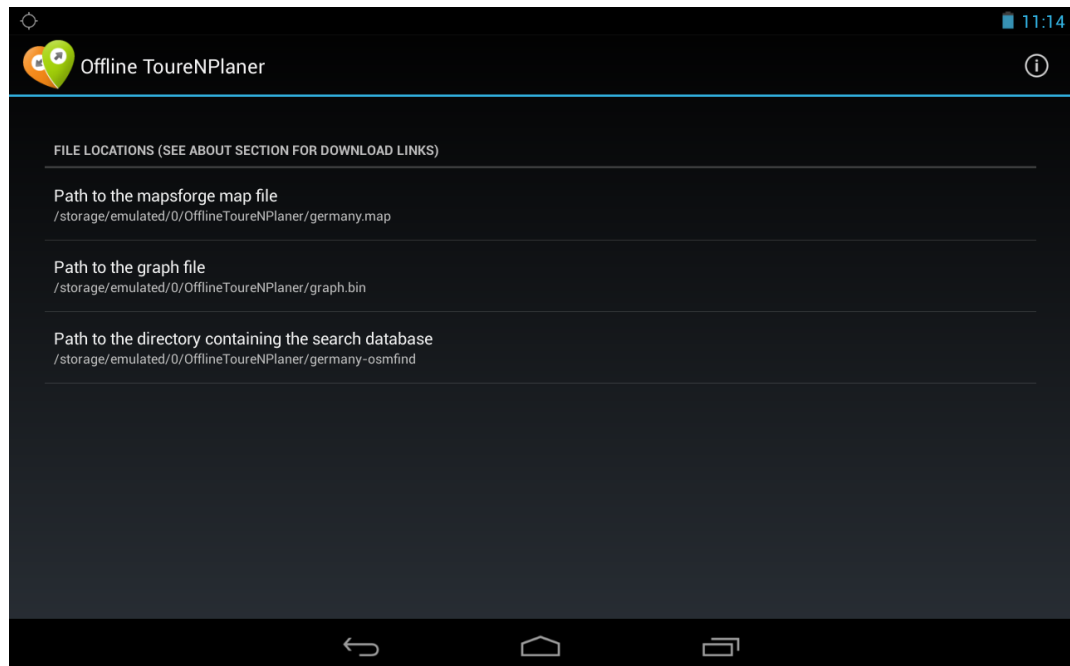 11:14
Offline ToureNPlaner
FILE LOCATIONS (SEE ABOUT SECTION FOR DOWNLOAD LINKS)
Path to the mapsforge map file
/storage/emulated/0/OfflineToureNPlaner/germany.map
Path to the graph file
/storage/emulated/0/OfflineToureNPlaner/graph.bin
Path to the directory containing the search database
/storage/emulated/0/OfflineToureNPlaner/germany-osmfind